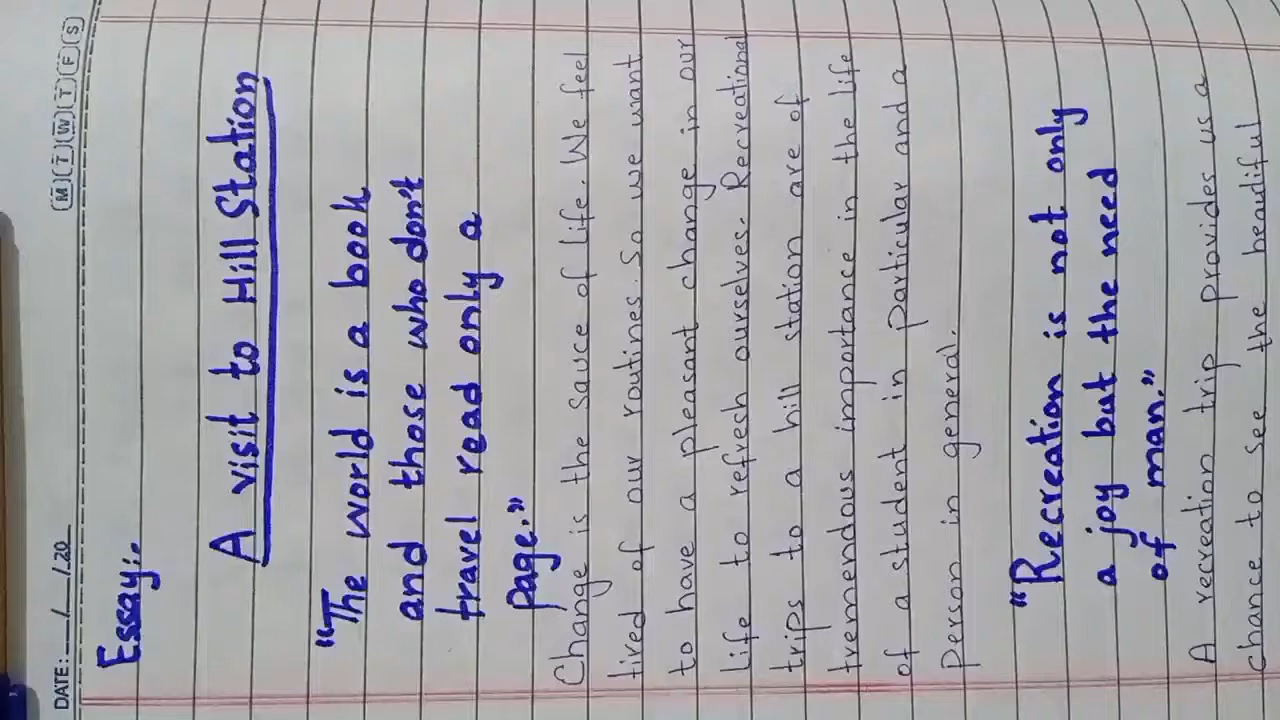 DATE: __/__/20__ M T W T F S
Essay:-
A visit to Hill Station
"The world is a book
and those who don't
travel read only a
page."
Change is the sauce of life. We feel
tired of our routines. So we want
to have a pleasant change in our
life to refresh ourselves. Recreational
trips to a hill station are of
tremendous importance in the life
of a student in particular and a
person in general.
"Recreation is not only
a joy but the need
of man."
A recreation trip provides us a
chance to see the beautiful